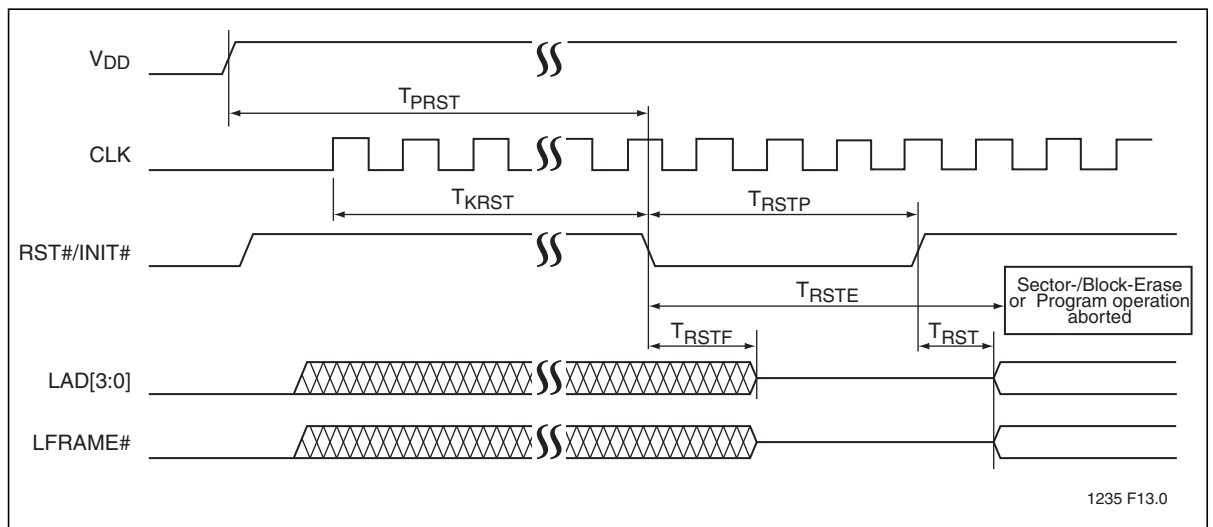 VDD
TPRST
CLK
TKRST
TRSTP
RST#/INIT#
TRSTE
Sector-/Block-Erase
or Program operation
aborted
TRSTF
TRST
LAD[3:0]
LFRAME#
1235 F13.0